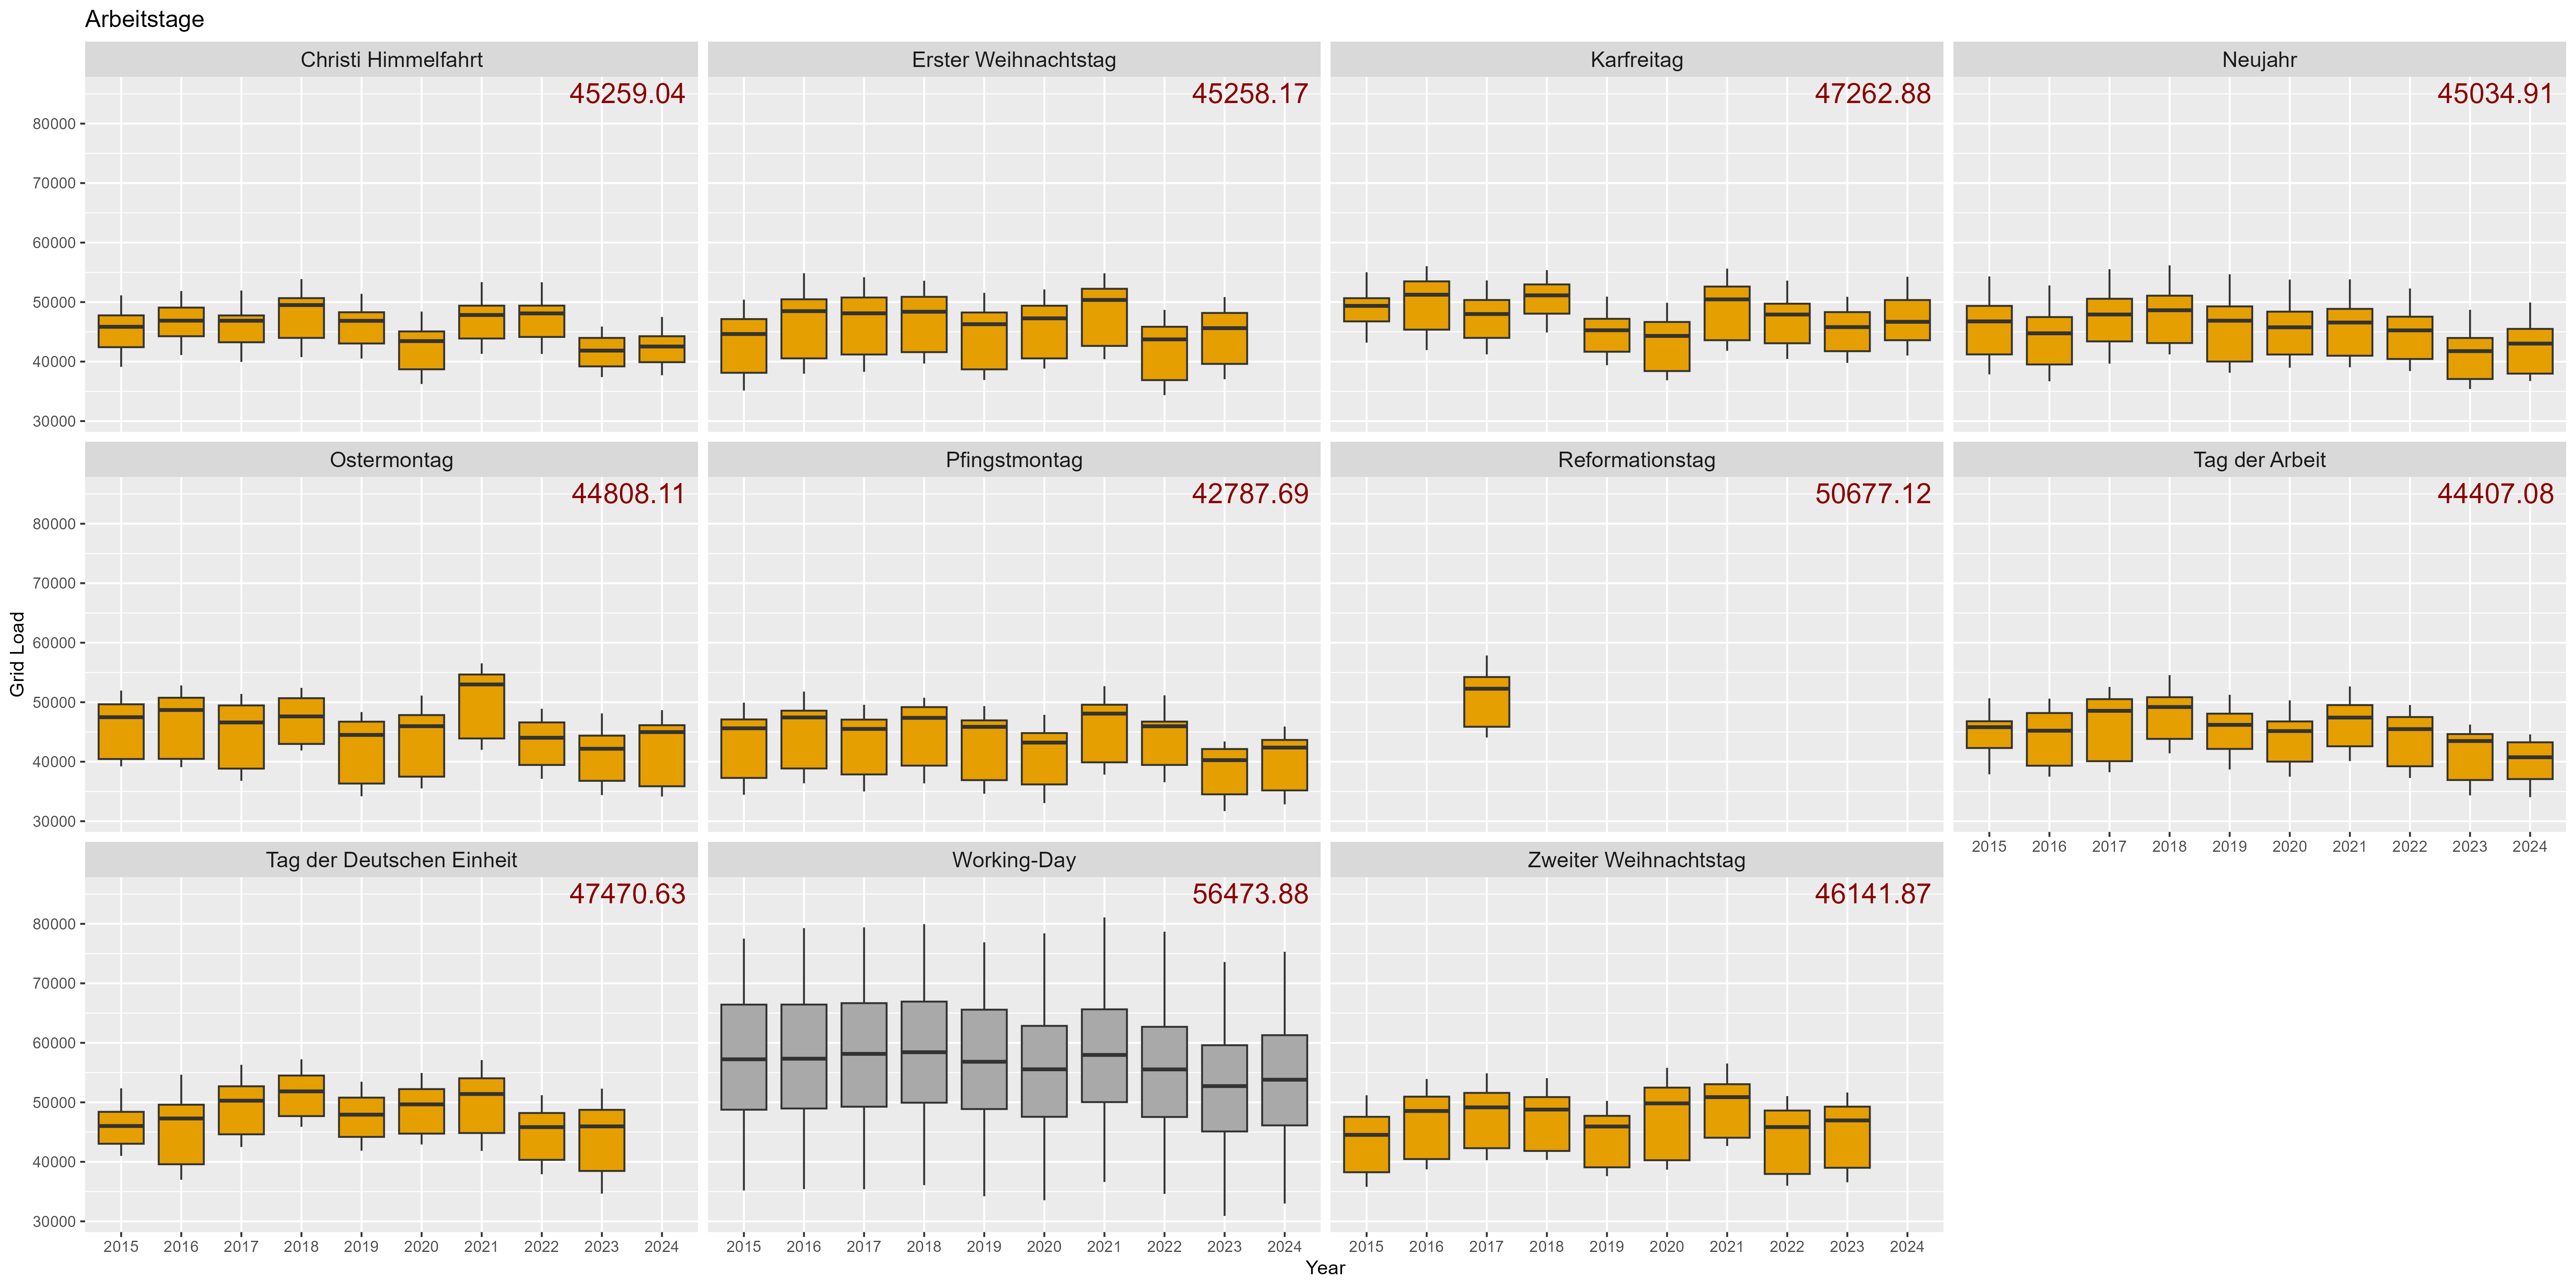 Arbeitstage
Christi Himmelfahrt
Erster Weihnachtstag
Karfreitag
Neujahr
45259.04
45258.17
47262.88
45034.91
80000
70000
60000
50000
40000
30000
Ostermontag
Pfingstmontag
Reformationstag
Tag der Arbeit
44808.11
42787.69
50677.12
44407.08
80000
70000
60000
50000
40000
30000
Grid Load
2015 2016 2017 2018 2019 2020 2021 2022 2023 2024
Tag der Deutschen Einheit
Working-Day
Zweiter Weihnachtstag
47470.63
56473.88
46141.87
80000
70000
60000
50000
40000
30000
2015 2016 2017 2018 2019 2020 2021 2022 2023 2024
2015 2016 2017 2018 2019 2020 2021 2022 2023 2024
2015 2016 2017 2018 2019 2020 2021 2022 2023 2024
Year